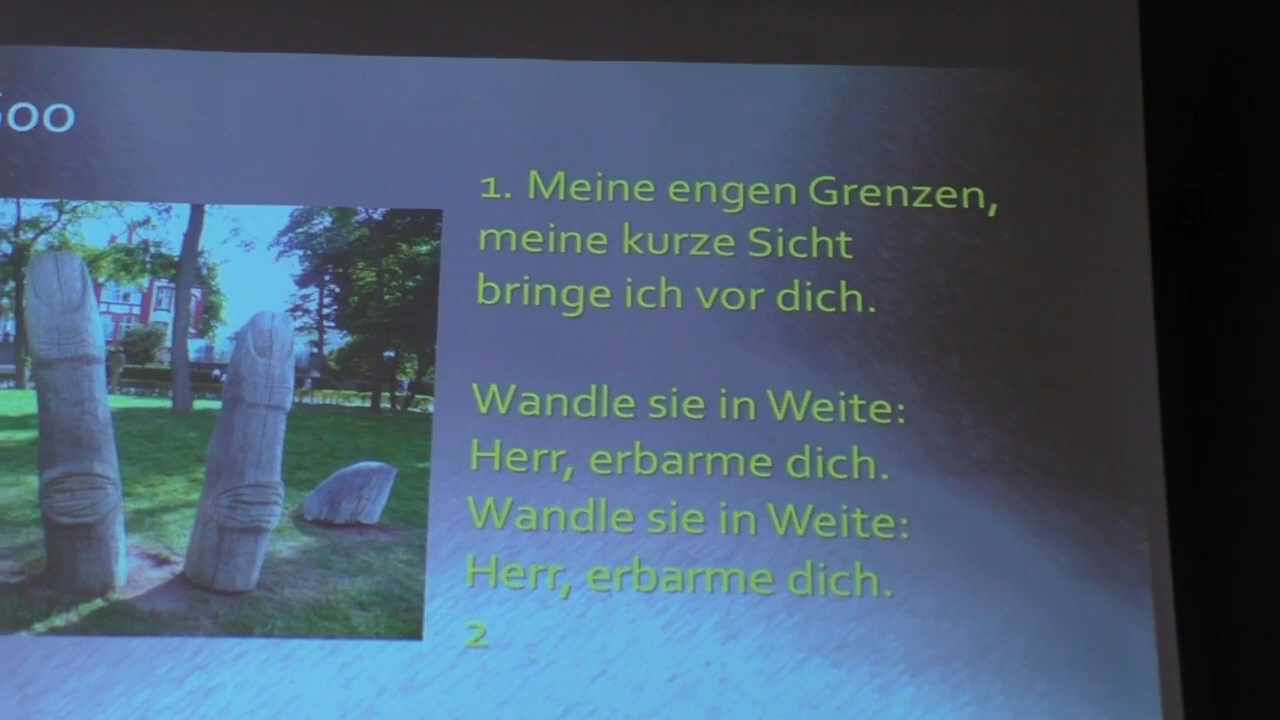 1. Meine engen Grenzen,
meine kurze Sicht
bringe ich vor dich.
Wandle sie in Weite:
Herr, erbarme dich.
Wandle sie in Weite:
Herr, erbarme dich.
2